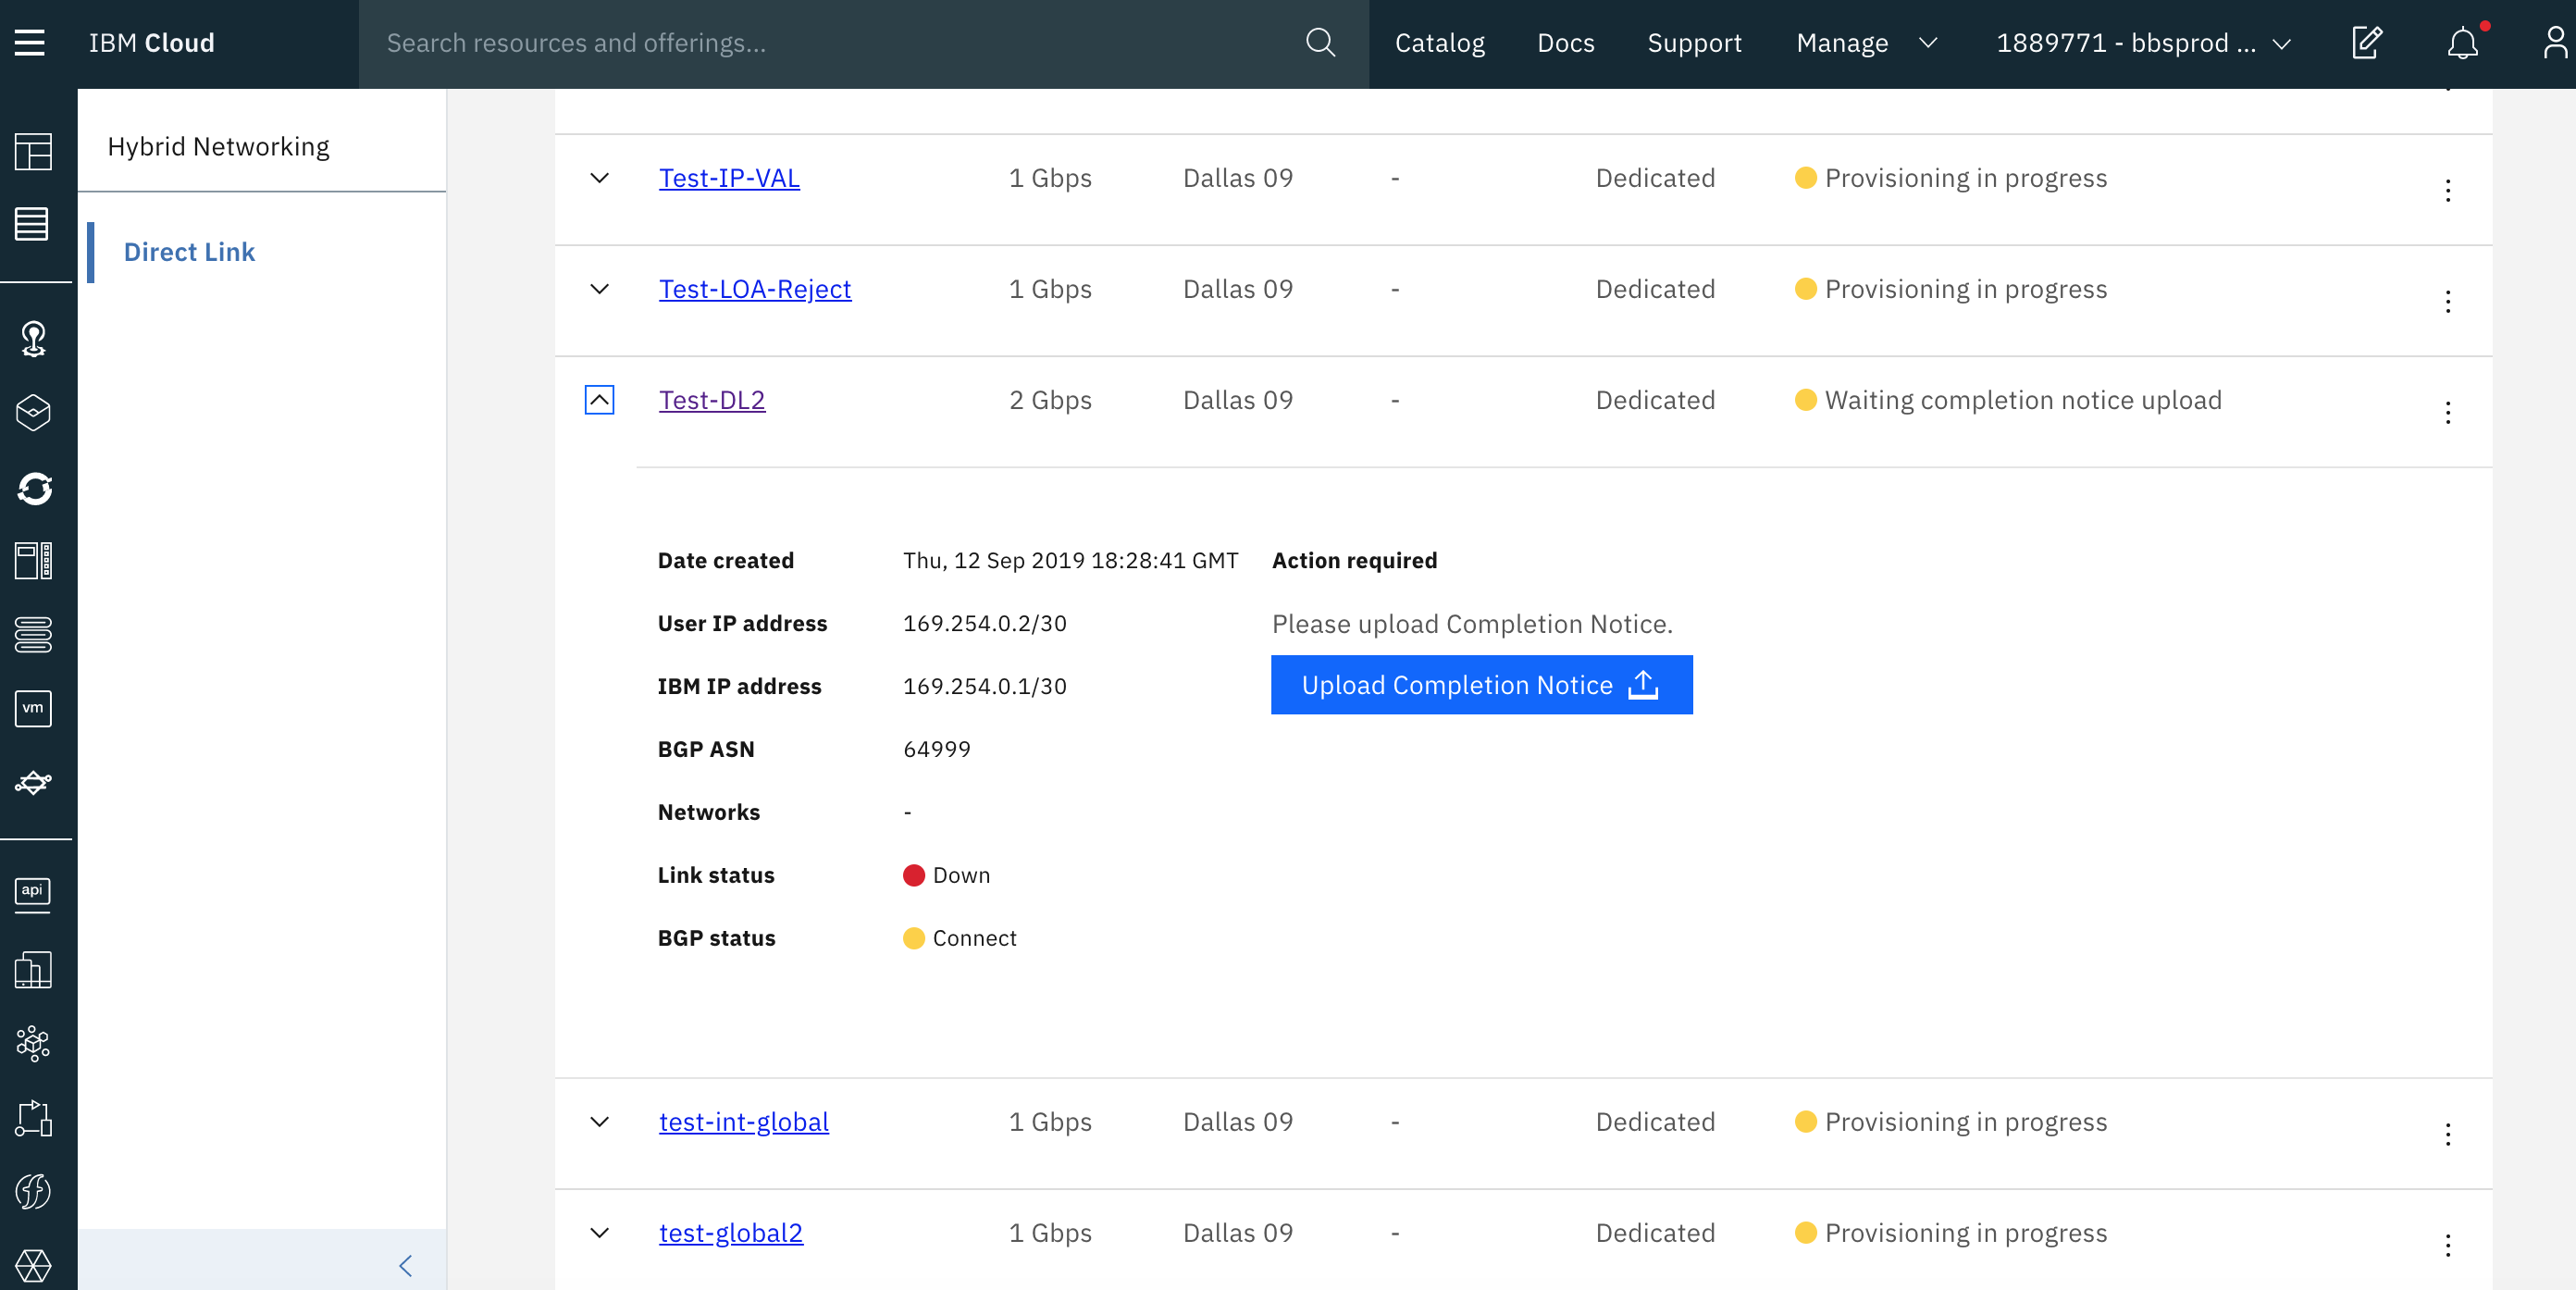 IBM Cloud
Search resources and offerings...
Catalog
Docs
Support
Manage
1889771 - bbsprod ...
Hybrid Networking
Direct Link
vm
api
Test-IP-VAL 1 Gbps Dallas 09 - Dedicated Provisioning in progress
Test-LOA-Reject 1 Gbps Dallas 09 - Dedicated Provisioning in progress
Test-DL2 2 Gbps Dallas 09 - Dedicated Waiting completion notice upload
Date created Thu, 12 Sep 2019 18:28:41 GMT
User IP address 169.254.0.2/30
IBM IP address 169.254.0.1/30
BGP ASN 64999
Networks -
Link status Down
BGP status Connect
Action required
Please upload Completion Notice.
Upload Completion Notice
test-int-global 1 Gbps Dallas 09 - Dedicated Provisioning in progress
test-global2 1 Gbps Dallas 09 - Dedicated Provisioning in progress